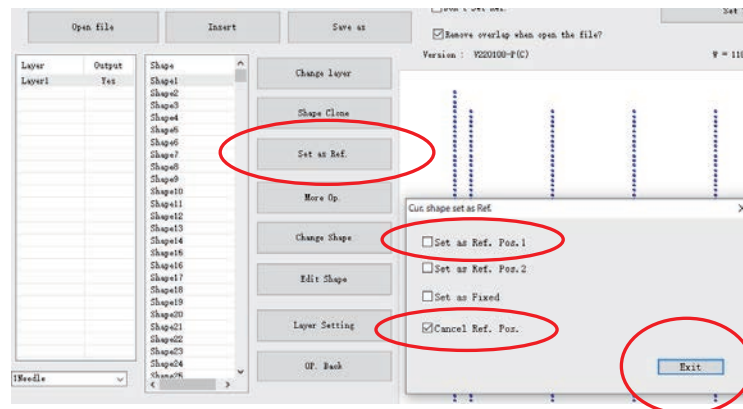 Open file
Insert
Save as
Remove overlap when open the file?
Version : V220100-P(C)
Layer
Output
Layer1
Yes
Shape
Shape1
Shape2
Shape3
Shape4
Shape5
Shape6
Shape7
Shape8
Shape9
Shape10
Shape11
Shape12
Shape13
Shape14
Shape15
Shape16
Shape17
Shape18
Shape19
Shape20
Shape21
Shape22
Shape23
Shape24
1Needle
Change layer
Shape Clone
Set as Ref.
More Op.
Change Shape
Edit Shape
Layer Setting
OP. Back
Cur. shape set as Ref.
Set as Ref. Pos.1
Set as Ref. Pos.2
Set as Fixed
Cancel Ref. Pos.
Exit